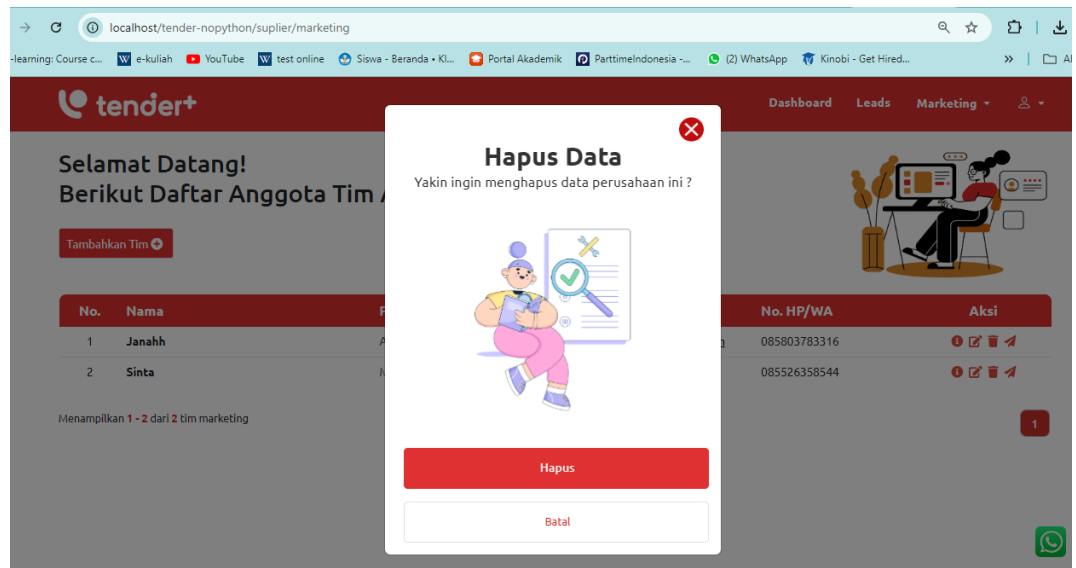 localhost/tender-nopython/suplier/marketing
-learning: Course c... e-kuliah YouTube test online Siswa - Beranda • Kl... Portal Akademik ParttimeIndonesia -... (2) WhatsApp Kinobi - Get Hired... »
tender+ Dashboard Leads Marketing
Hapus Data
Yakin ingin menghapus data perusahaan ini ?
Selamat Datang!
Berikut Daftar Anggota Tim
Tambahkan Tim
No. Nama No. HP/WA Aksi
1 Janahh 085803783316
2 Sinta 085526358544
Menampilkan 1 - 2 dari 2 tim marketing
1
Hapus
Batal